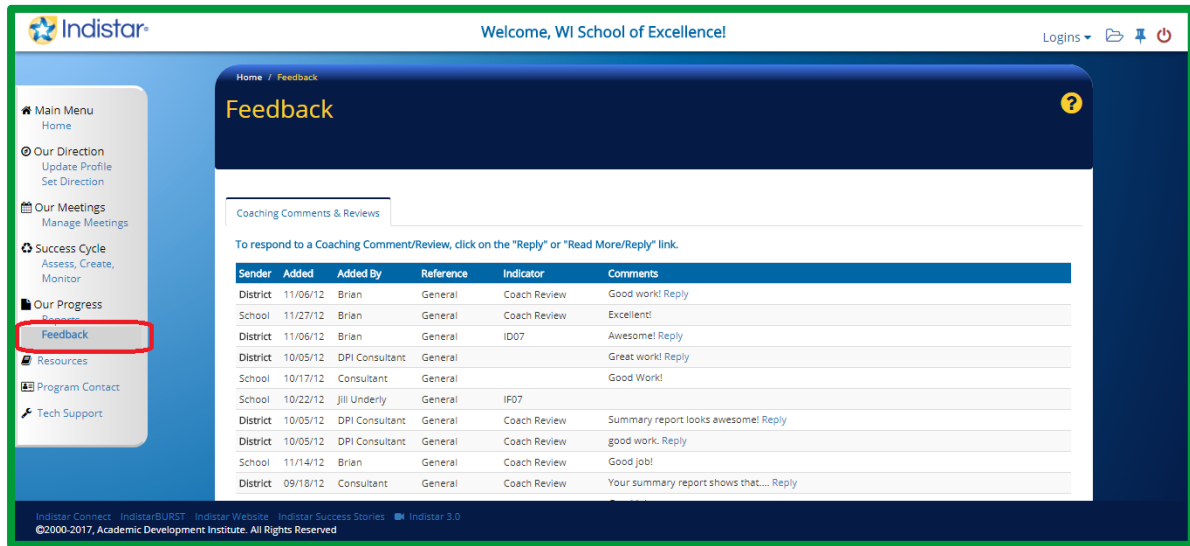 Indistar®
Welcome, WI School of Excellence!
Logins
Home / Feedback
Feedback
?
Main Menu
Home
Our Direction
Update Profile
Set Direction
Our Meetings
Manage Meetings
Success Cycle
Assess, Create,
Monitor
Our Progress
Reports
Feedback
Resources
Program Contact
Tech Support
Coaching Comments & Reviews
To respond to a Coaching Comment/Review, click on the "Reply" or "Read More/Reply" link.
Sender Added Added By Reference Indicator Comments
District 11/06/12 Brian General Coach Review Good work! Reply
School 11/27/12 Brian General Coach Review Excellent!
District 11/06/12 Brian General ID07 Awesome! Reply
District 10/05/12 DPI Consultant General Great work! Reply
School 10/17/12 Consultant General Good Work!
School 10/22/12 Jill Underly General IF07
District 10/05/12 DPI Consultant General Coach Review Summary report looks awesome! Reply
District 10/05/12 DPI Consultant General Coach Review good work. Reply
School 11/14/12 Brian General Coach Review Good job!
District 09/18/12 Consultant General Coach Review Your summary report shows that.... Reply
Indistar Connect IndistarBURST Indistar Website Indistar Success Stories Indistar 3.0
©2000-2017, Academic Development Institute. All Rights Reserved